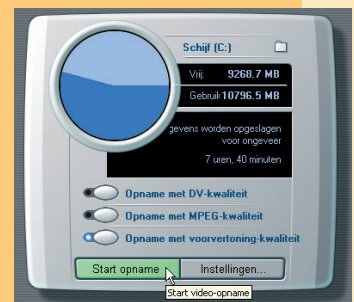 Schijf (C:)
Vrij: 9268.7 MB
Gebruik 10796.5 MB
gevens worden opgeslagen
voor ongeveer
7 uren, 40 minuten
Opname met DV-kwaliteit
Opname met MPEG-kwaliteit
Opname met voorvertoning-kwaliteit
Start opname
Instellingen...
Start video-opname